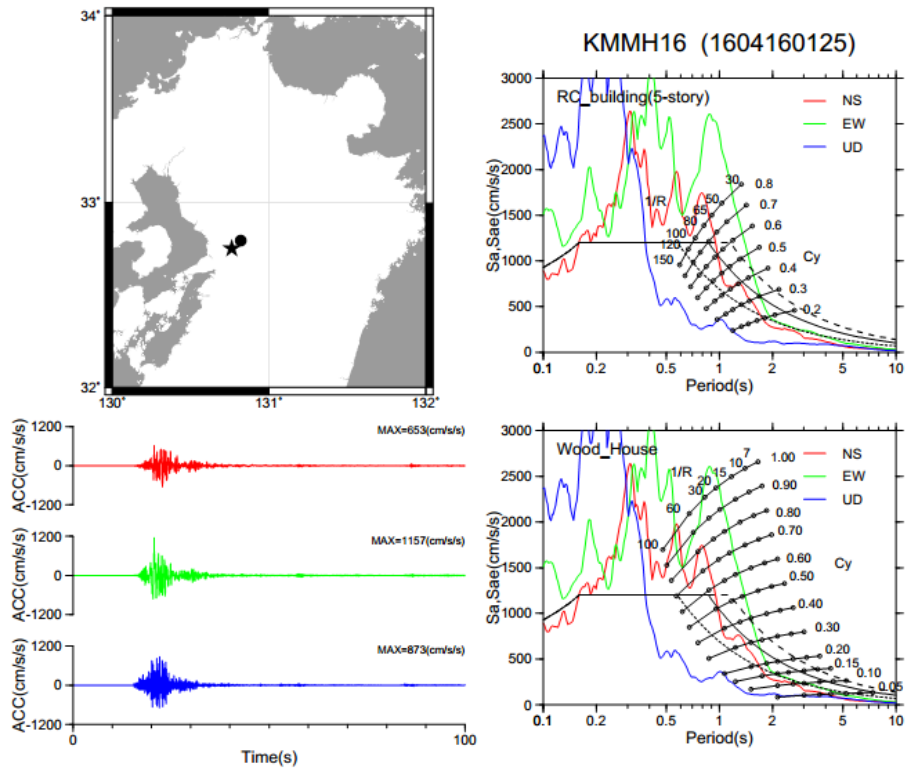 34°
33°
32°
130°
131°
132°
KMMH16 (1604160125)
3000
2500
2000
1500
1000
500
0
Sa,Sae(cm/s/s)
RC_building(5-story)
NS
EW
UD
1/R
30
50
65
80
100
120
150
0.8
0.7
0.6
0.5
0.4
0.3
0.2
Cy
0.1
0.2
0.5
1
2
5
10
Period(s)
1200
0
A-1200
ACC(cm/s/s)
MAX=653(cm/s/s)
1200
0
A-1200
ACC(cm/s/s)
MAX=1157(cm/s/s)
1200
0
A-1200
ACC(cm/s/s)
MAX=873(cm/s/s)
0
100
Time(s)
3000
2500
2000
1500
1000
500
0
Sa,Sae(cm/s/s)
Wood_House
NS
EW
UD
1/R
7
10
15
20
30
60
100
1.00
0.90
0.80
0.70
0.60
0.50
0.40
0.30
0.20
0.15
0.10
0.05
Cy
0.1
0.2
0.5
1
2
5
10
Period(s)